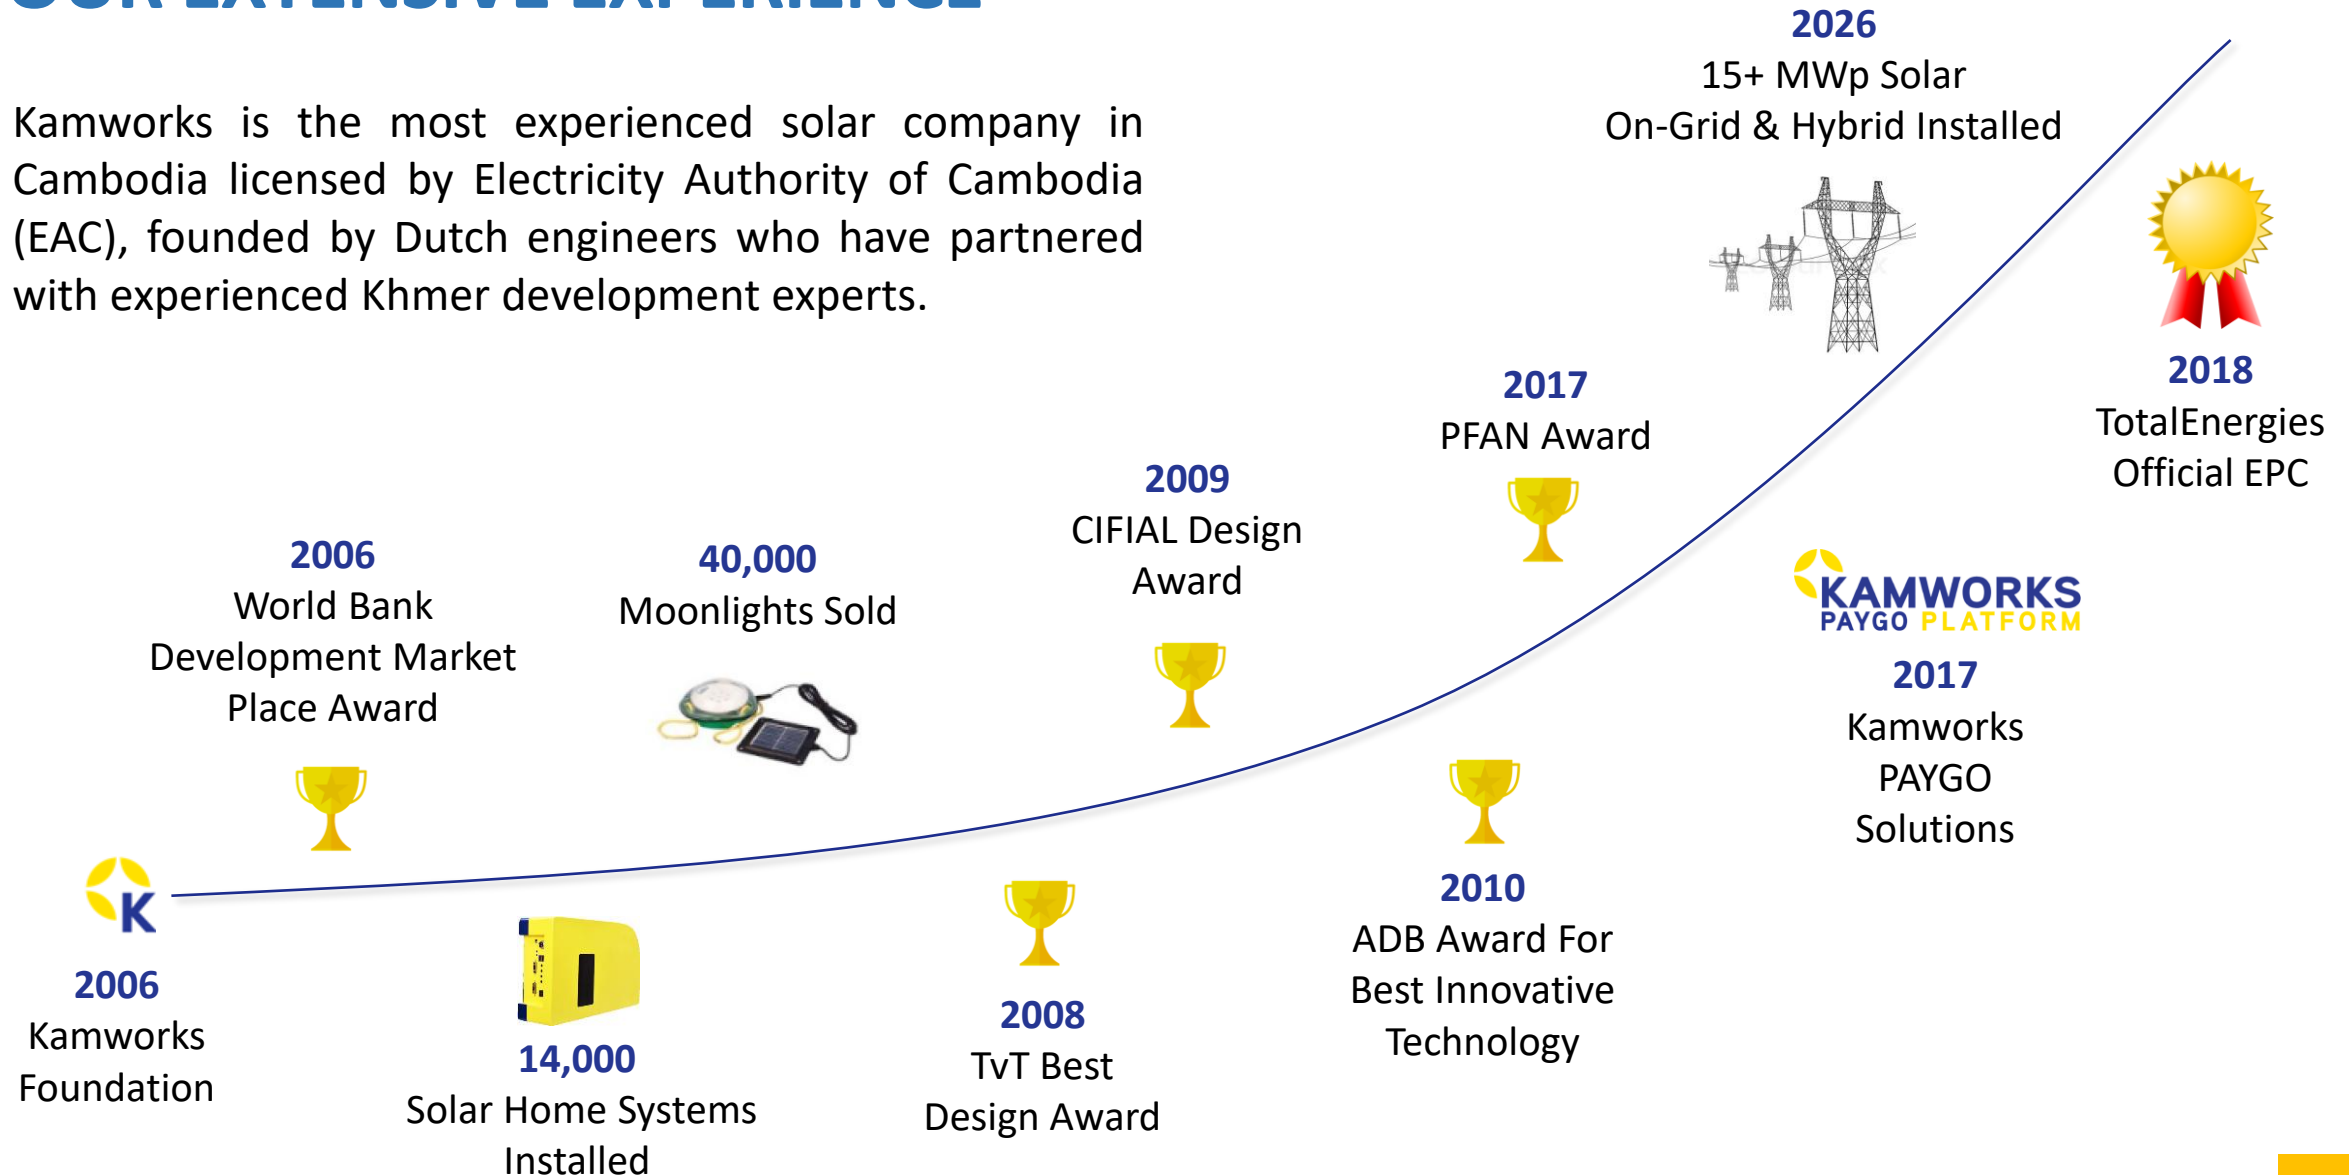 OUR EXTENSIVE EXPERIENCE
Kamworks is the most experienced solar company in
Cambodia licensed by Electricity Authority of Cambodia
(EAC), founded by Dutch engineers who have partnered
with experienced Khmer development experts.
2006
Kamworks
Foundation
2006
World Bank
Development Market
Place Award
14,000
Solar Home Systems
Installed
40,000
Moonlights Sold
2008
TvT Best
Design Award
2009
CIFIAL Design
Award
2010
ADB Award For
Best Innovative
Technology
2017
PFAN Award
KAMWORKS
PAYGO PLATFORM
2017
Kamworks
PAYGO
Solutions
2026
15+ MWp Solar
On-Grid & Hybrid Installed
2018
TotalEnergies
Official EPC
K